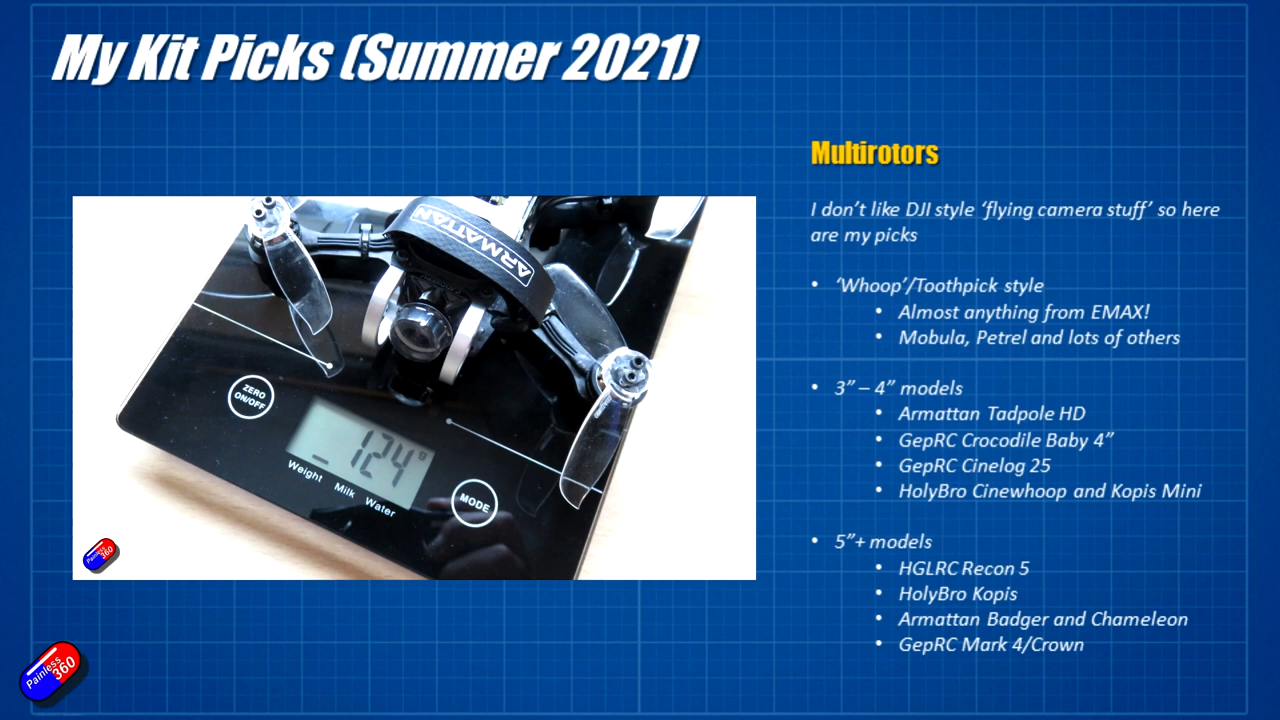 My Kit Picks (Summer 2021)
Multirotors
I don't like DJI style 'flying camera stuff' so here
are my picks
• 'Whoop'/Toothpick style
• Almost anything from EMAX!
• Mobula, Petrel and lots of others
• 3" – 4" models
• Armattan Tadpole HD
• GepRC Crocodile Baby 4"
• GepRC Cinelog 25
• HolyBro Cinewhoop and Kopis Mini
• 5"+ models
• HGLRC Recon 5
• HolyBro Kopis
• Armattan Badger and Chameleon
• GepRC Mark 4/Crown
ARMATTAN
ZERO
ON/OFF
124 g
Weight Milk Water
MODE
Painless
360
Painless
360